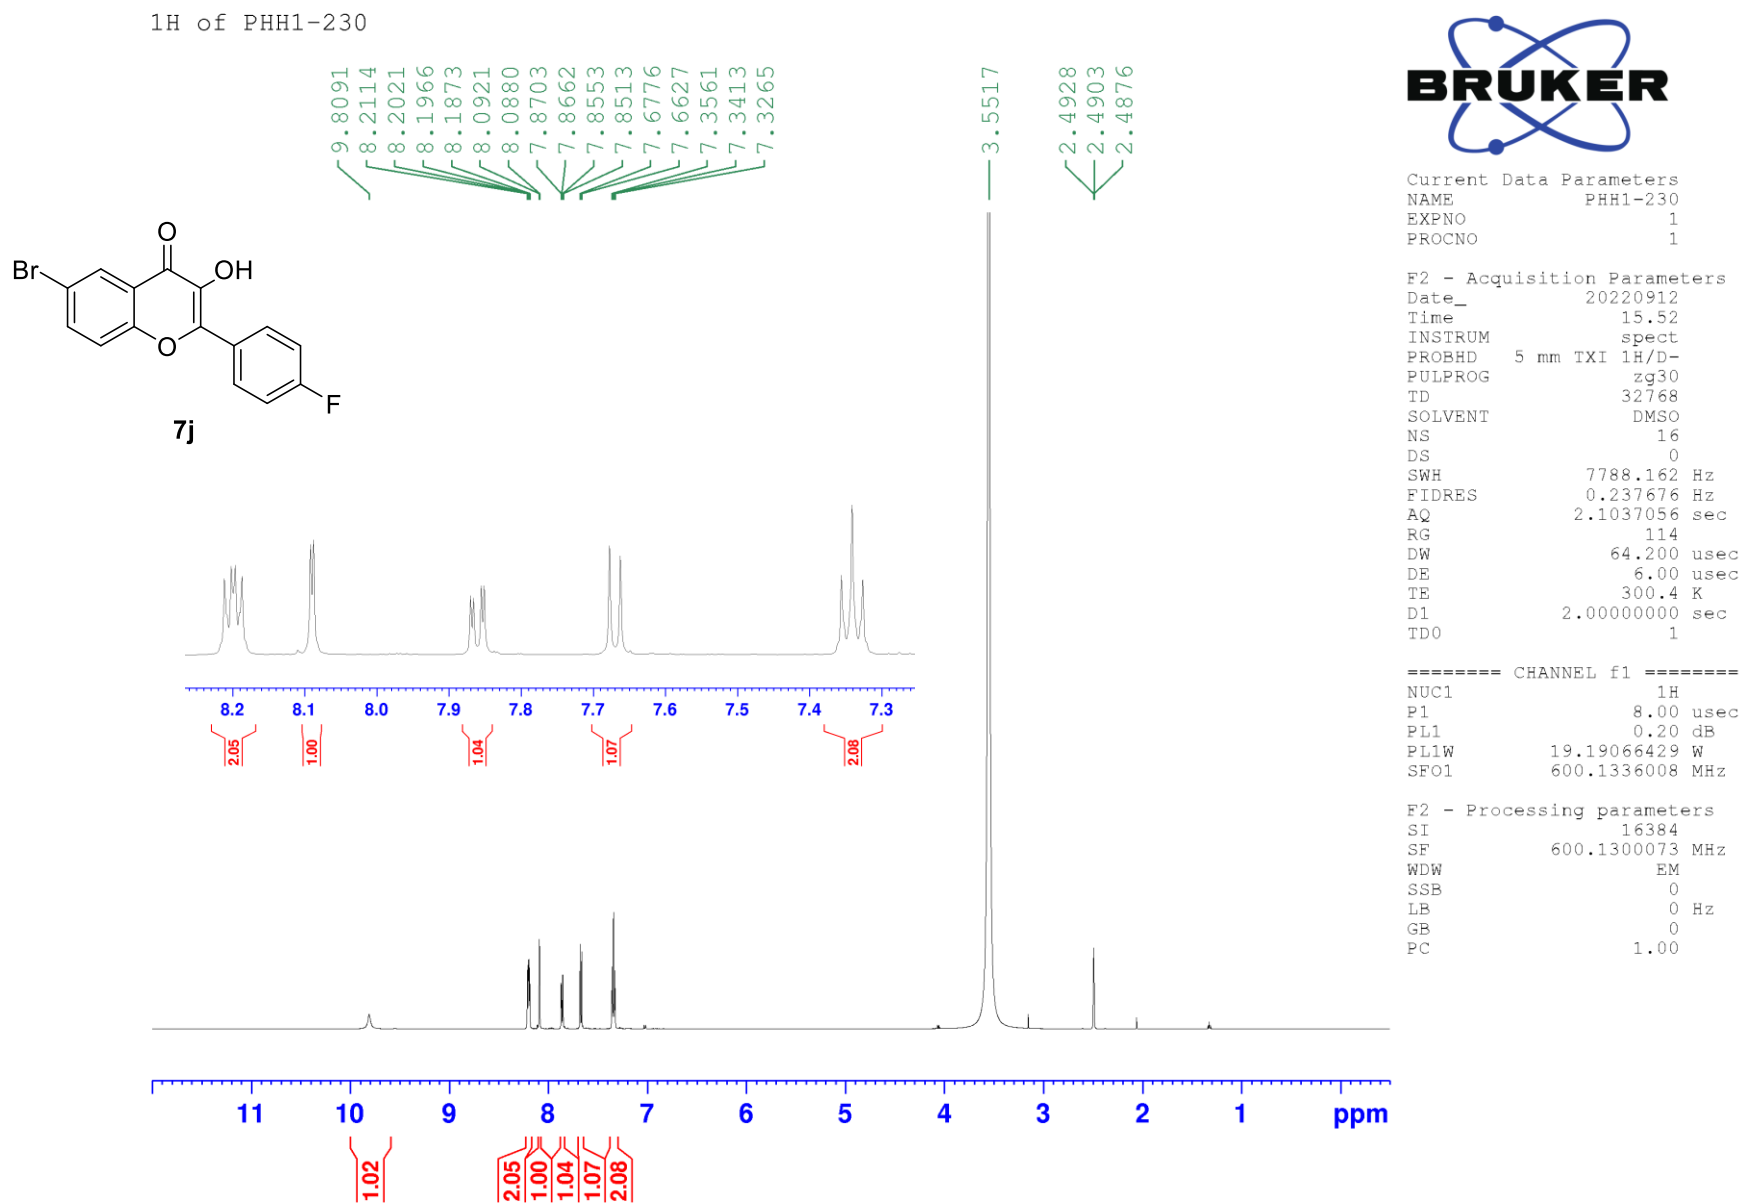 1H of PHH1-230
9.8091
8.2114
8.2021
8.1966
8.1873
8.0921
8.0880
7.8703
7.8662
7.8553
7.8513
7.6776
7.6627
7.3561
7.3413
7.3265
3.5517
2.4928
2.4903
2.4876
BRUKER
O
Br
OH
O
F
7j
8.2 8.1 8.0 7.9 7.8 7.7 7.6 7.5 7.4 7.3
2.05 1.00 1.04 1.07 2.08
11 10 9 8 7 6 5 4 3 2 1 ppm
1.02 2.05 1.00 1.04 1.07 2.08
Current Data Parameters
NAME PHH1-230
EXPNO 1
PROCNO 1
F2 - Acquisition Parameters
Date_ 20220912
Time 15.52
INSTRUM spect
PROBHD 5 mm TXI 1H/D-
PULPROG zg30
TD 32768
SOLVENT DMSO
NS 16
DS 0
SWH 7788.162 Hz
FIDRES 0.237676 Hz
AQ 2.1037056 sec
RG 114
DW 64.200 usec
DE 6.00 usec
TE 300.4 K
D1 2.00000000 sec
TD0 1
======== CHANNEL f1 ========
NUC1 1H
P1 8.00 usec
PL1 0.20 dB
PL1W 19.19066429 W
SFO1 600.1336008 MHz
F2 - Processing parameters
SI 16384
SF 600.1300073 MHz
WDW EM
SSB 0
LB 0 Hz
GB 0
PC 1.00